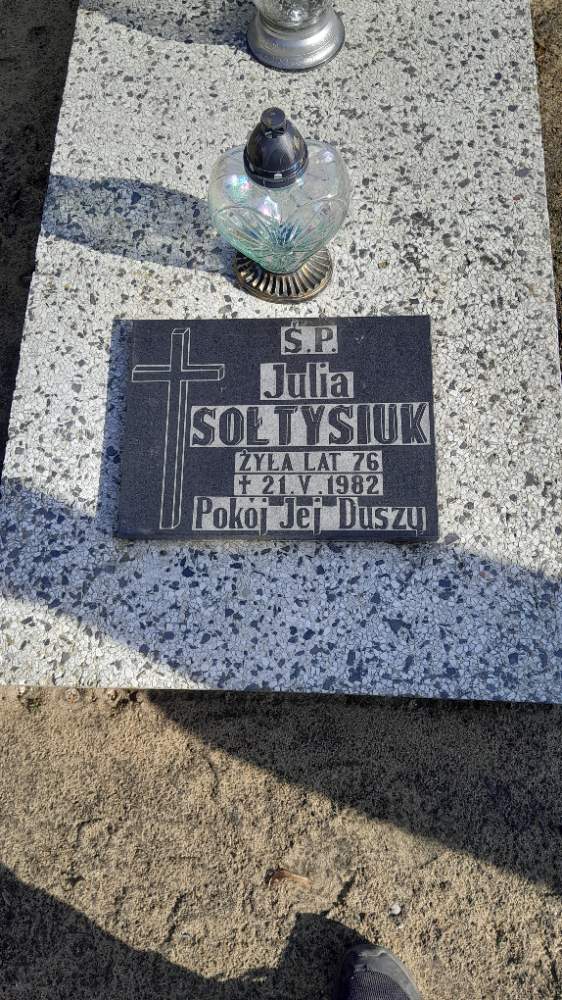 Ś.P.
Julia
SOŁTYSIUK
ŻYŁA LAT 76
✝ 21.V.1982
Pokój Jej Duszy